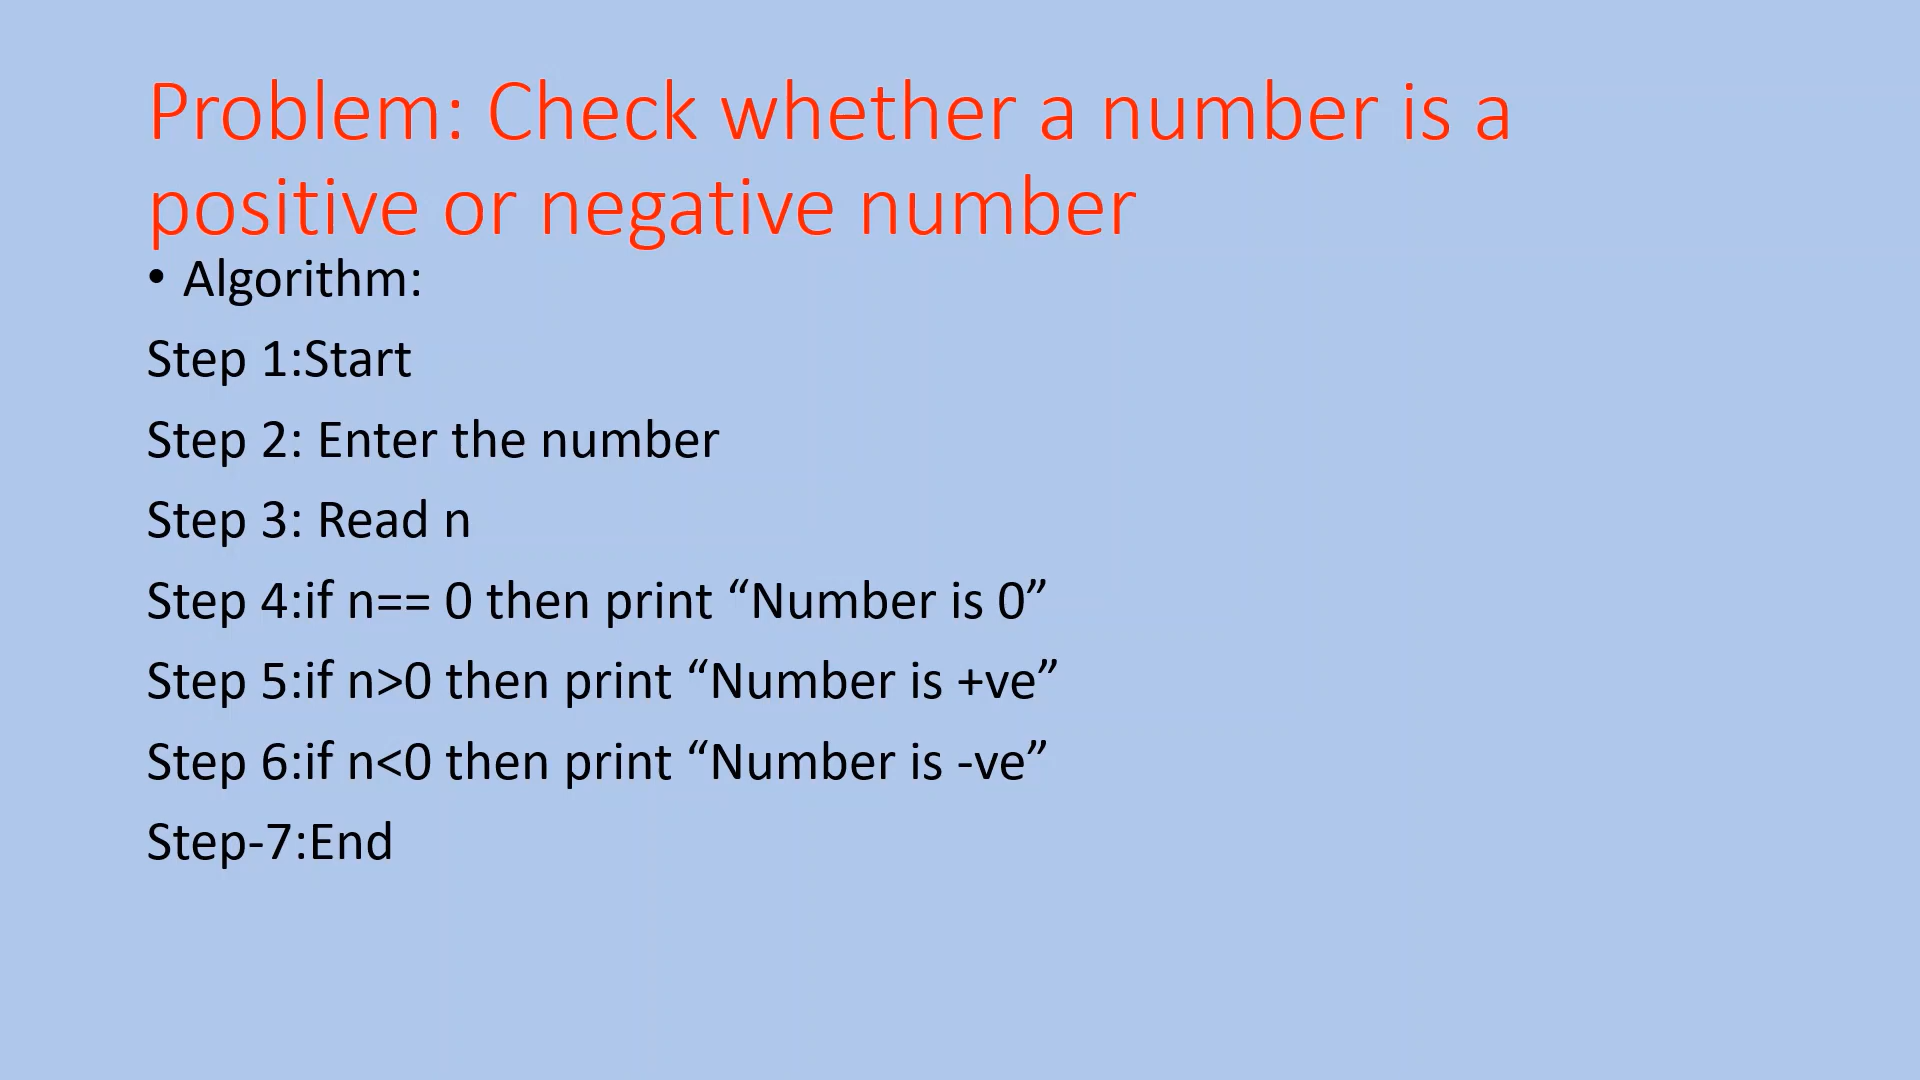 Problem: Check whether a number is a
positive or negative number
• Algorithm:
Step 1:Start
Step 2: Enter the number
Step 3: Read n
Step 4:if n== 0 then print “Number is 0”
Step 5:if n>0 then print “Number is +ve”
Step 6:if n<0 then print “Number is -ve”
Step-7:End